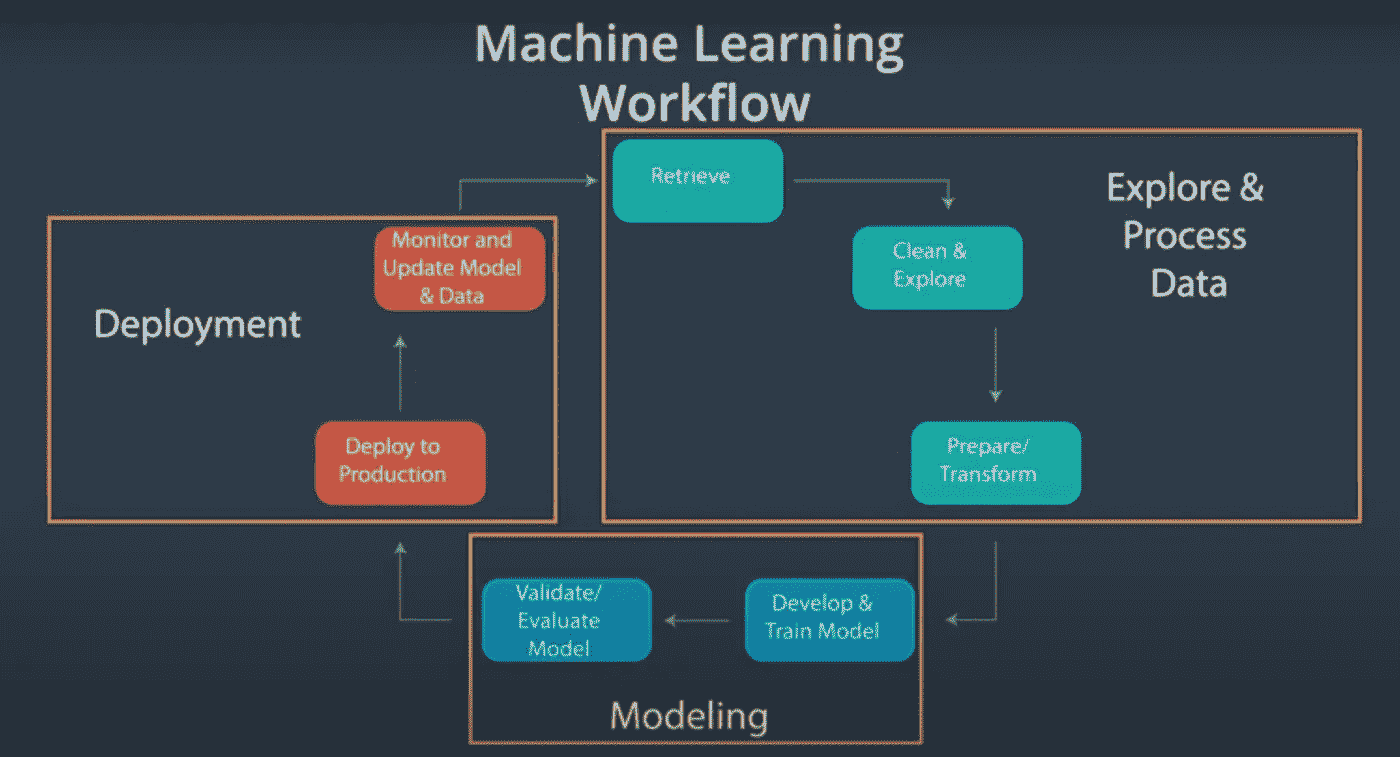 Machine Learning
Workflow
Retrieve
Explore &
Process
Data
Clean &
Explore
Prepare/
Transform
Monitor and
Update Model
& Data
Deployment
Deploy to
Production
Validate/
Evaluate
Model
Develop &
Train Model
Modeling